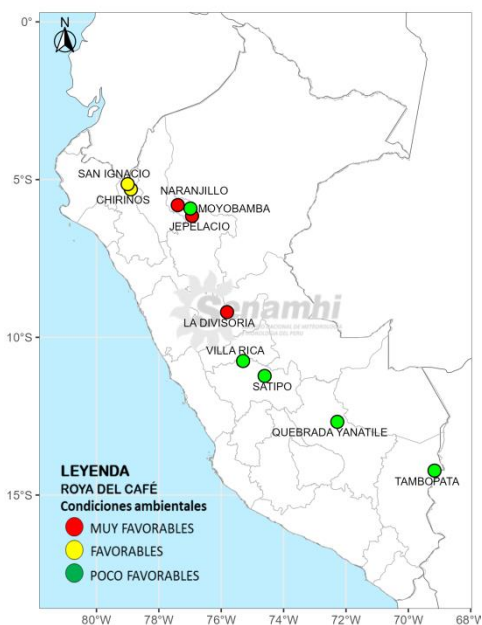 N
0°
SAN IGNACIO
NARANJILLO
5°S
CHIRINOS
MOYOBAMBA
JEPELACIO
Senamhi
LA DIVISORIA
10°S
VILLA RICA
SATIPO
QUEBRADA YANATILE
TAMBOPATA
LEYENDA
ROYA DEL CAFÉ
15°S
Condiciones ambientales
MUY FAVORABLES
FAVORABLES
POCO FAVORABLES
80°W 78°W 76°W 74°W 72°W 70°W 68°W